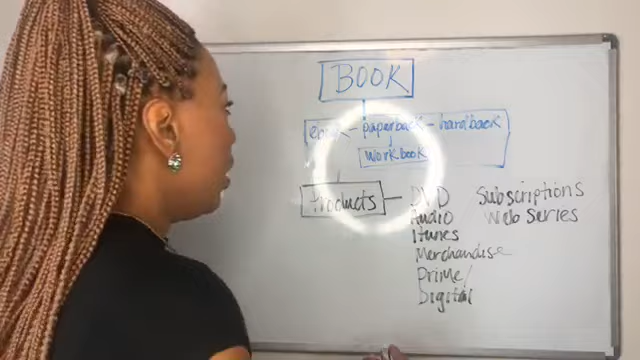 BOOK
ebook - paperback - hardback
workbook
Products - DVD
Audio
itunes
Merchandise
Prime/
Digital
Subscriptions
Web Series